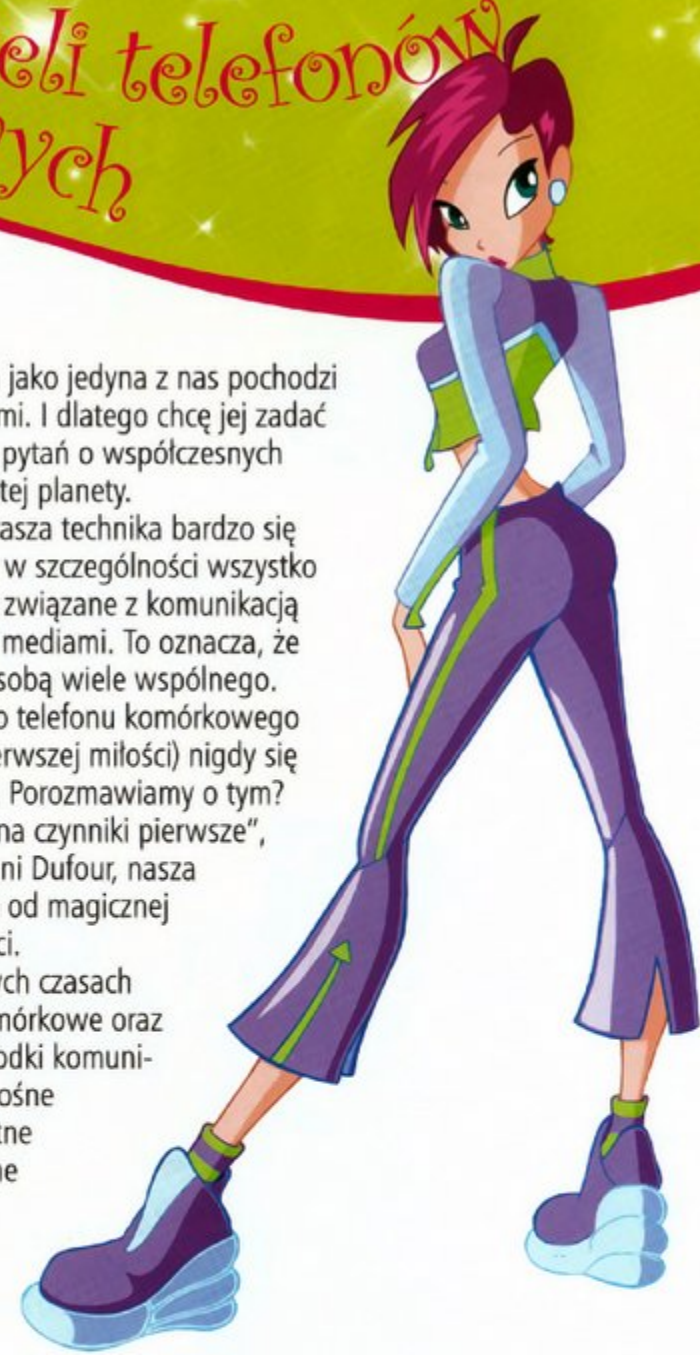 eli telefonów
ych
jako jedyna z nas pochodzi
mi. I dlatego chcę jej zadać
pytań o współczesnych
tej planety.
asza technika bardzo się
w szczególności wszystko
związane z komunikacją
mediami. To oznacza, że
sobą wiele wspólnego.
o telefonu komórkowego
erwszej miłości) nigdy się
Porozmawiamy o tym?
na czynniki pierwsze”,
ni Dufour, nasza
od magicznej
ci.
ych czasach
mórkowe oraz
odki komuni-
ośne
zne
ne